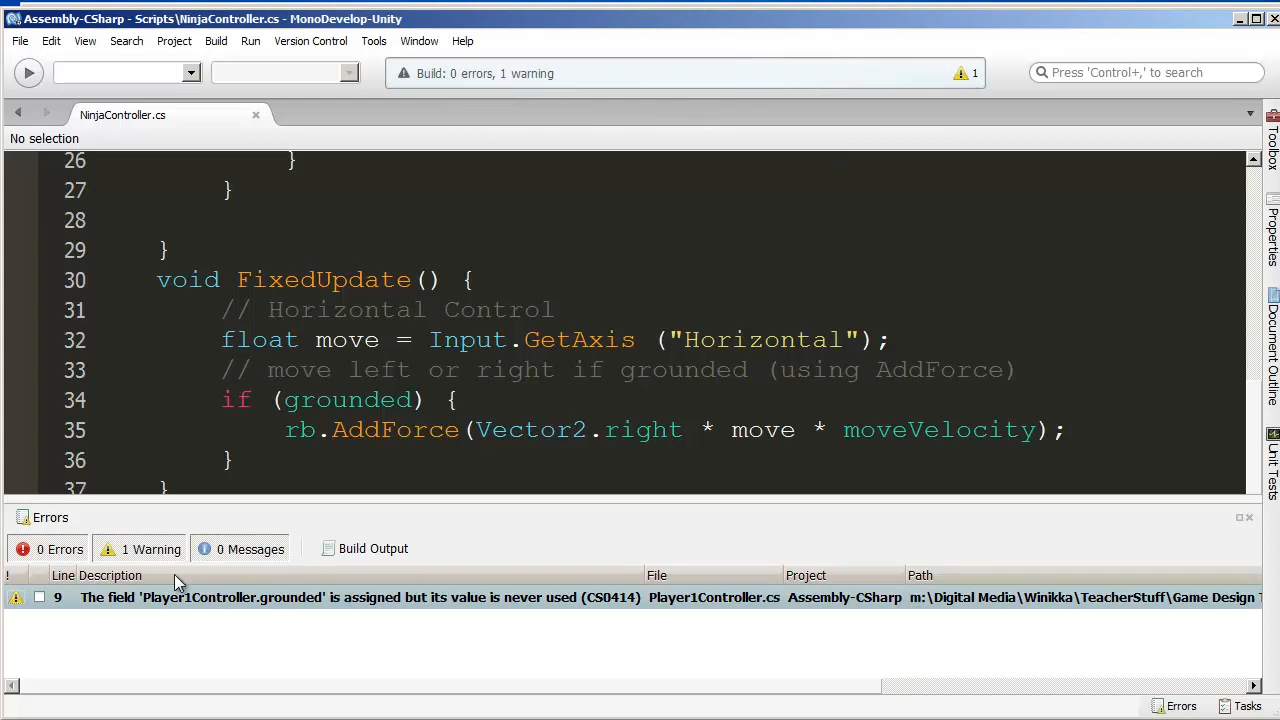 Assembly-CSharp - Scripts\NinjaController.cs - MonoDevelop-Unity
File Edit View Search Project Build Run Version Control Tools Window Help
Build: 0 errors, 1 warning 1 Press 'Control+,' to search
NinjaController.cs
No selection
26 }
27 }
28
29 }
30 void FixedUpdate() {
31 // Horizontal Control
32 float move = Input.GetAxis ("Horizontal");
33 // move left or right if grounded (using AddForce)
34 if (grounded) {
35 rb.AddForce(Vector2.right * move * moveVelocity);
36 }
37 }
Toolbox
Properties
Document Outline
Unit Tests
Errors
0 Errors 1 Warning 0 Messages Build Output
! Line Description File Project Path
9 The field 'Player1Controller.grounded' is assigned but its value is never used (CS0414) Player1Controller.cs Assembly-CSharp m:\Digital Media\Winikka\TeacherStuff\Game Design T
Errors Tasks